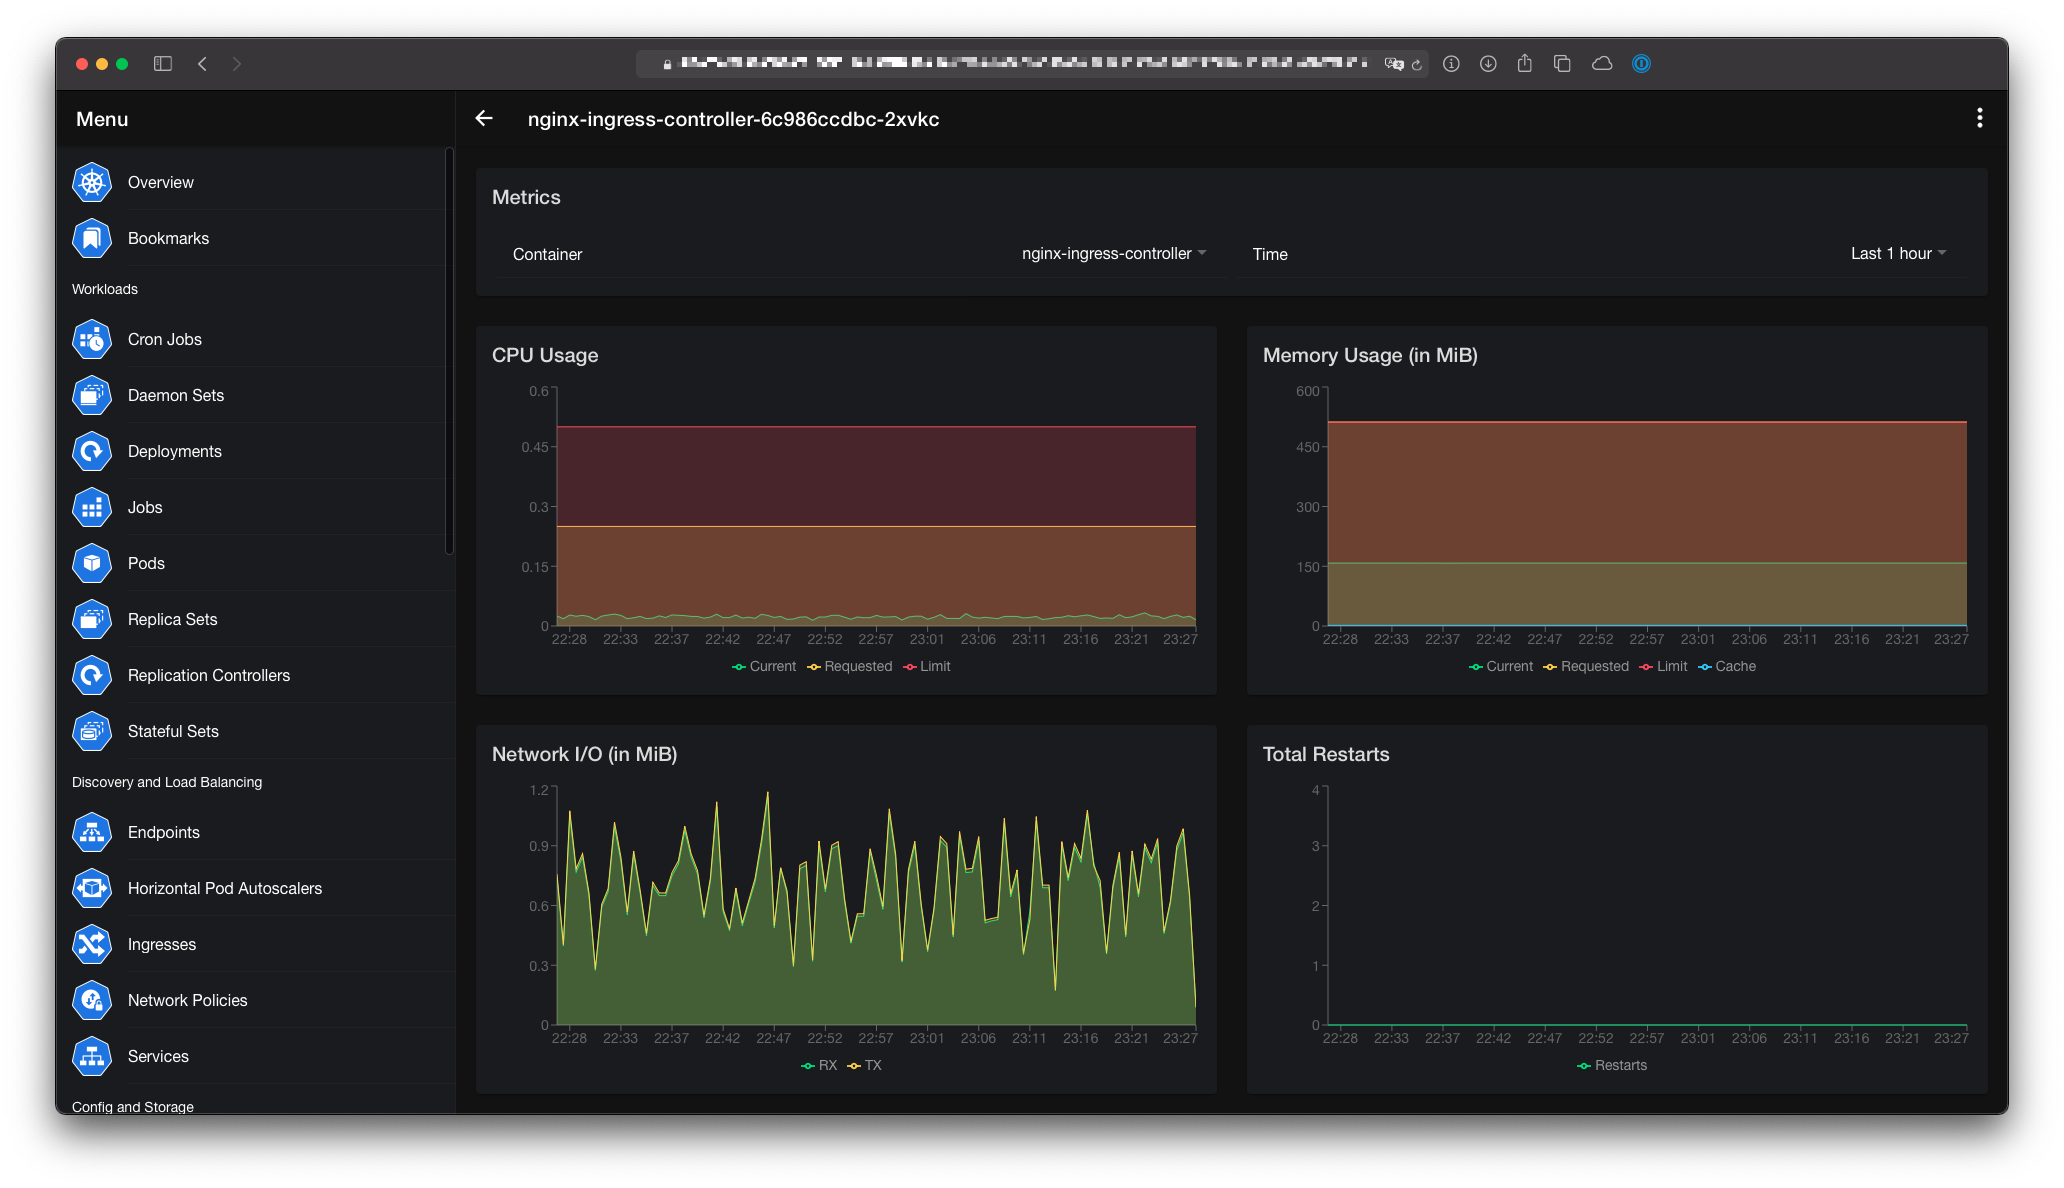 Menu
nginx-ingress-controller-6c986ccdbc-2xvkc
Overview
Bookmarks
Workloads
Cron Jobs
Daemon Sets
Deployments
Jobs
Pods
Replica Sets
Replication Controllers
Stateful Sets
Discovery and Load Balancing
Endpoints
Horizontal Pod Autoscalers
Ingresses
Network Policies
Services
Config and Storage
Metrics
Container nginx-ingress-controller Time Last 1 hour
CPU Usage
0.6
0.45
0.3
0.15
0
22:28 22:33 22:37 22:42 22:47 22:52 22:57 23:01 23:06 23:11 23:16 23:21 23:27
Current Requested Limit
Memory Usage (in MiB)
600
450
300
150
0
22:28 22:33 22:37 22:42 22:47 22:52 22:57 23:01 23:06 23:11 23:16 23:21 23:27
Current Requested Limit Cache
Network I/O (in MiB)
1.2
0.9
0.6
0.3
0
22:28 22:33 22:37 22:42 22:47 22:52 22:57 23:01 23:06 23:11 23:16 23:21 23:27
RX TX
Total Restarts
4
3
2
1
0
22:28 22:33 22:37 22:42 22:47 22:52 22:57 23:01 23:06 23:11 23:16 23:21 23:27
Restarts